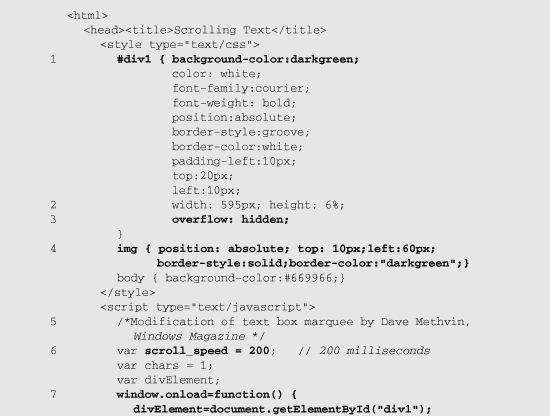 <html>
<head><title>Scrolling Text</title>
<style type="text/css">
1 #div1 { background-color:darkgreen;
color: white;
font-family:courier;
font-weight: bold;
position:absolute;
border-style:groove;
border-color:white;
padding-left:10px;
top:20px;
left:10px;
2 width: 595px; height: 6%;
3 overflow: hidden;
}
4 img { position: absolute; top: 10px;left:60px;
border-style:solid;border-color:"darkgreen";}
body { background-color:#669966;}
</style>
<script type="text/javascript">
5 /*Modification of text box marquee by Dave Methvin,
Windows Magazine */
6 var scroll_speed = 200; // 200 milliseconds
var chars = 1;
var divElement;
7 window.onload=function() {
divElement=document.getElementById("div1");